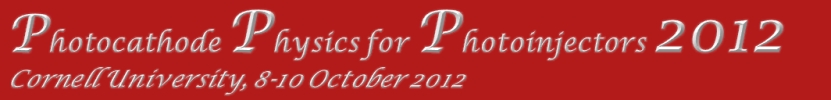 Photocathode Physics for Photoinjectors 2012
Cornell University, 8-10 October 2012